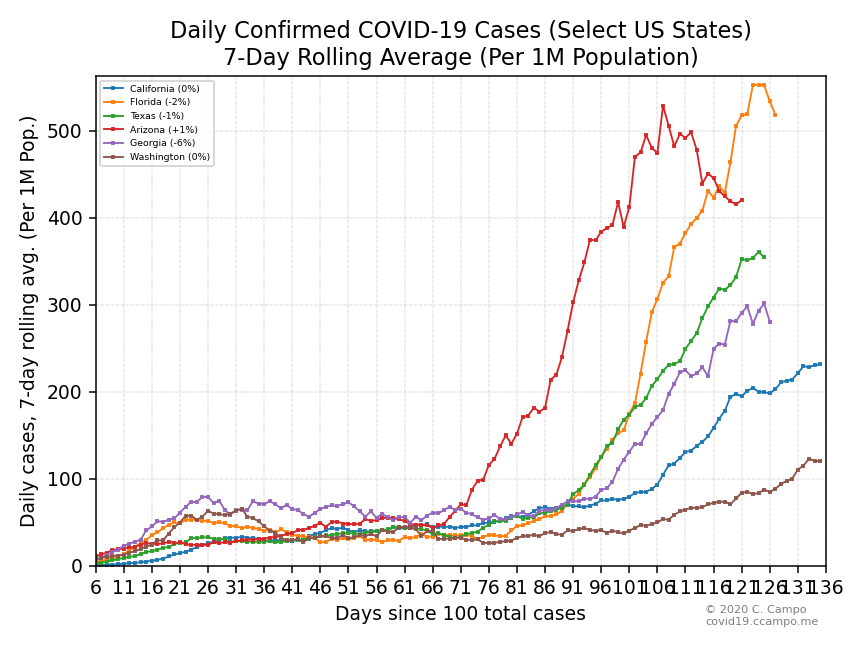 Daily Confirmed COVID-19 Cases (Select US States)
7-Day Rolling Average (Per 1M Population)
California (0%)
Florida (-2%)
Texas (-1%)
Arizona (+1%)
Georgia (-6%)
Washington (0%)
Daily cases, 7-day rolling avg. (Per 1M Pop.)
500
400
300
200
100
0
6 11 16 21 26 31 36 41 46 51 56 61 66 71 76 81 86 91 96 101 106 111 116 121 126 131 136
Days since 100 total cases
© 2020 C. Campo
covid19.ccampo.me